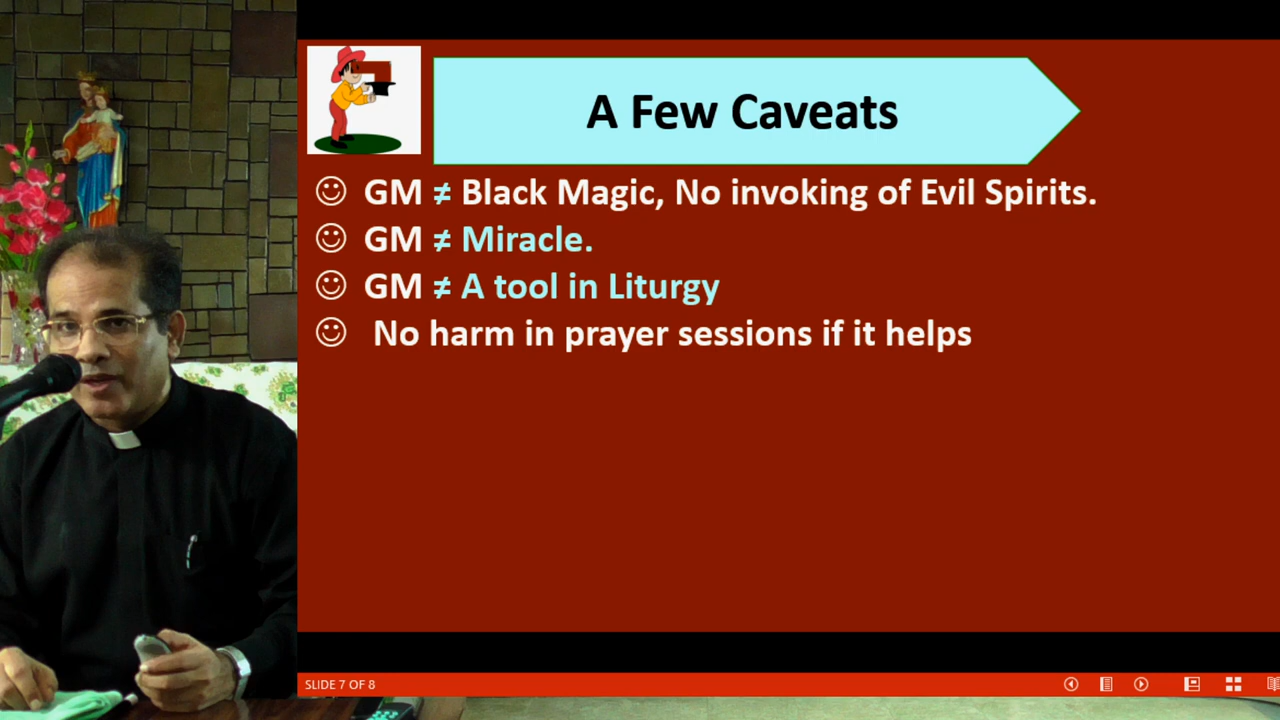 A Few Caveats
☺ GM ≠ Black Magic, No invoking of Evil Spirits.
☺ GM ≠ Miracle.
☺ GM ≠ A tool in Liturgy
☺ No harm in prayer sessions if it helps
SLIDE 7 OF 8